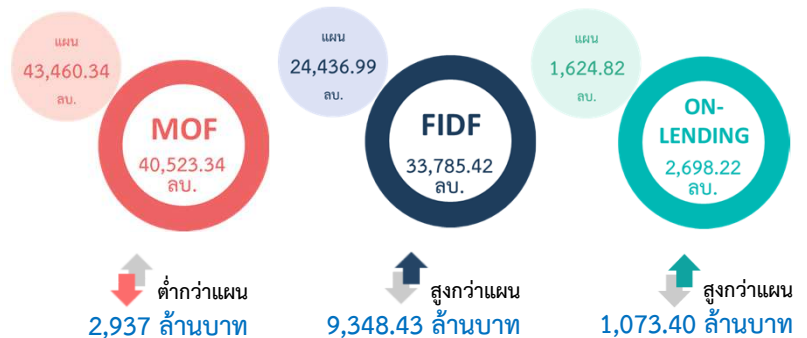 แผน
43,460.34
ลบ.
MOF
40,523.34
ลบ.
ต่ำกว่าแผน
2,937 ล้านบาท
แผน
24,436.99
ลบ.
FIDF
33,785.42
ลบ.
สูงกว่าแผน
9,348.43 ล้านบาท
แผน
1,624.82
ลบ.
ON-
LENDING
2,698.22
ลบ.
สูงกว่าแผน
1,073.40 ล้านบาท